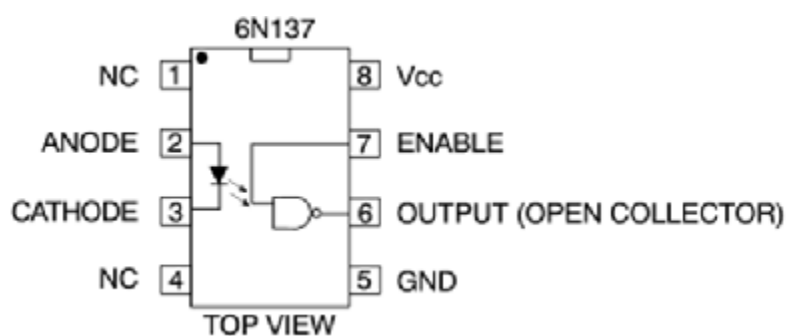 6N137
NC 1 8 Vcc
ANODE 2 7 ENABLE
CATHODE 3 6 OUTPUT (OPEN COLLECTOR)
NC 4 5 GND
TOP VIEW